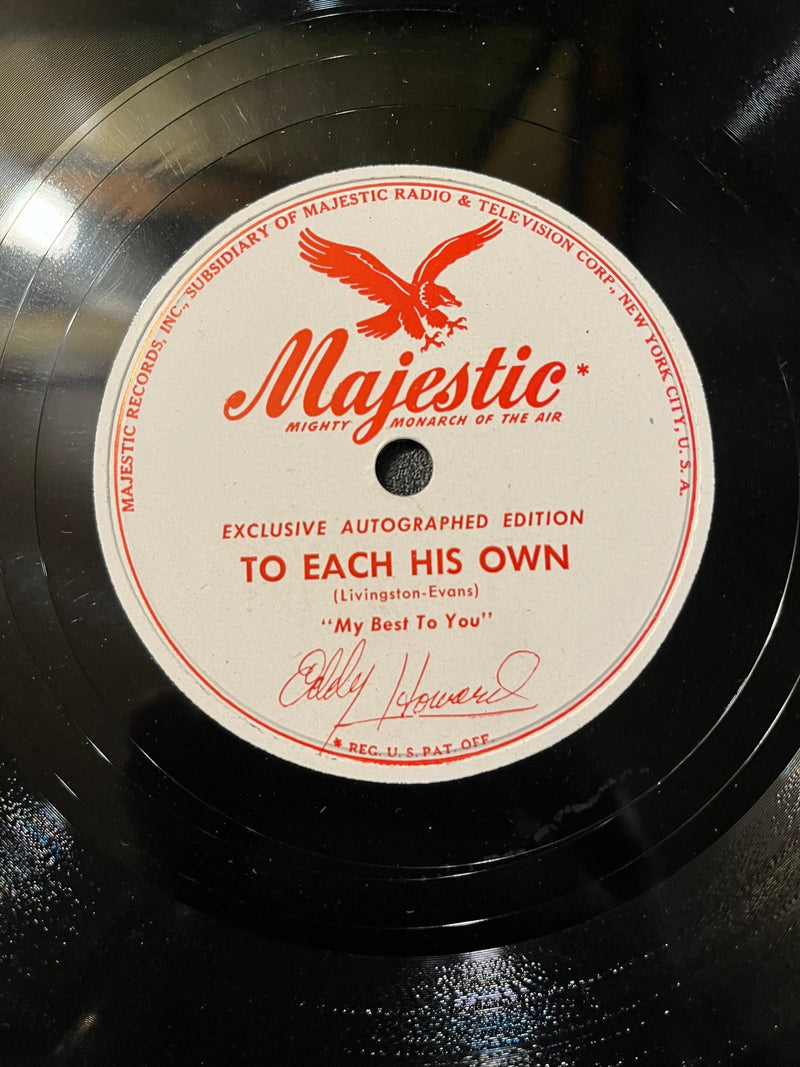 MAJESTIC RECORDS, INC., SUBSIDIARY OF MAJESTIC RADIO & TELEVISION CORP., NEW YORK CITY, U. S. A.
Majestic*
MIGHTY MONARCH OF THE AIR
EXCLUSIVE AUTOGRAPHED EDITION
TO EACH HIS OWN
(Livingston-Evans)
"My Best To You"
Eddy Howard
* REG. U. S. PAT. OFF.